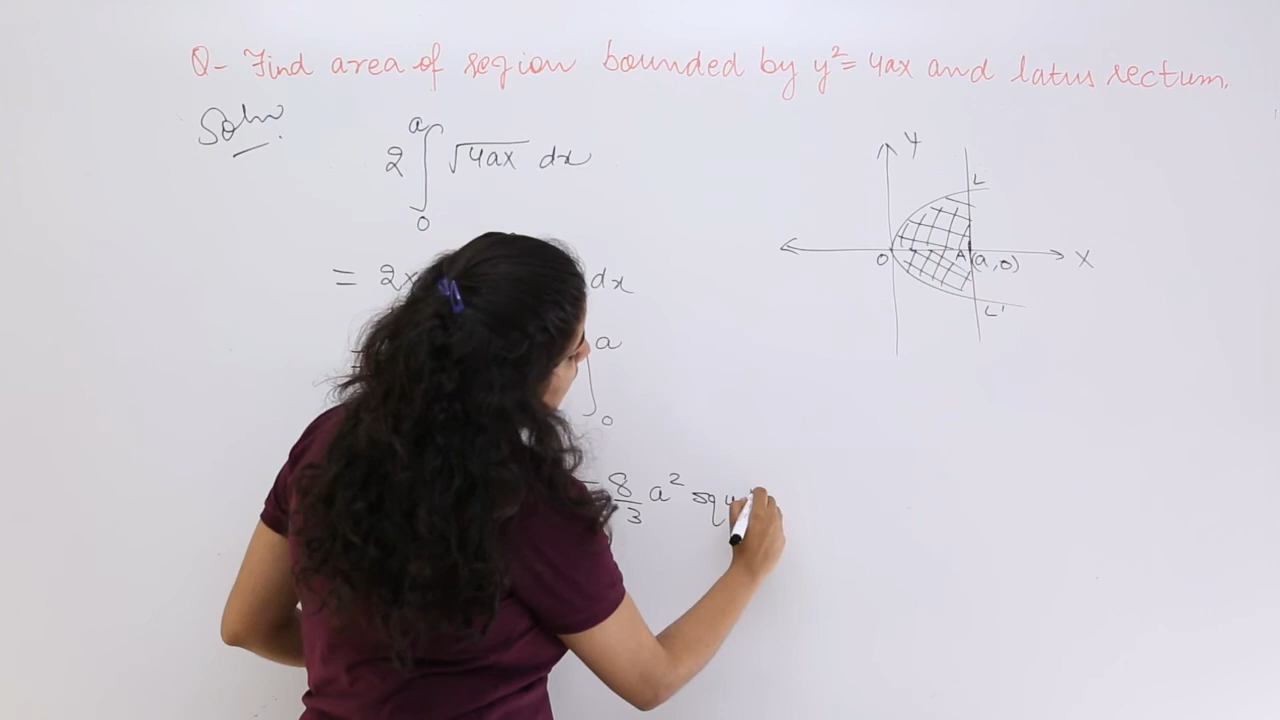 Q- Find area of region bounded by y² = 4ax and latus rectum.
Soln
2 ∫₀ᵃ √4ax dx
= 2x dx
a
0
8/3 a² squ
Y
L
O A (a,0) X
L'